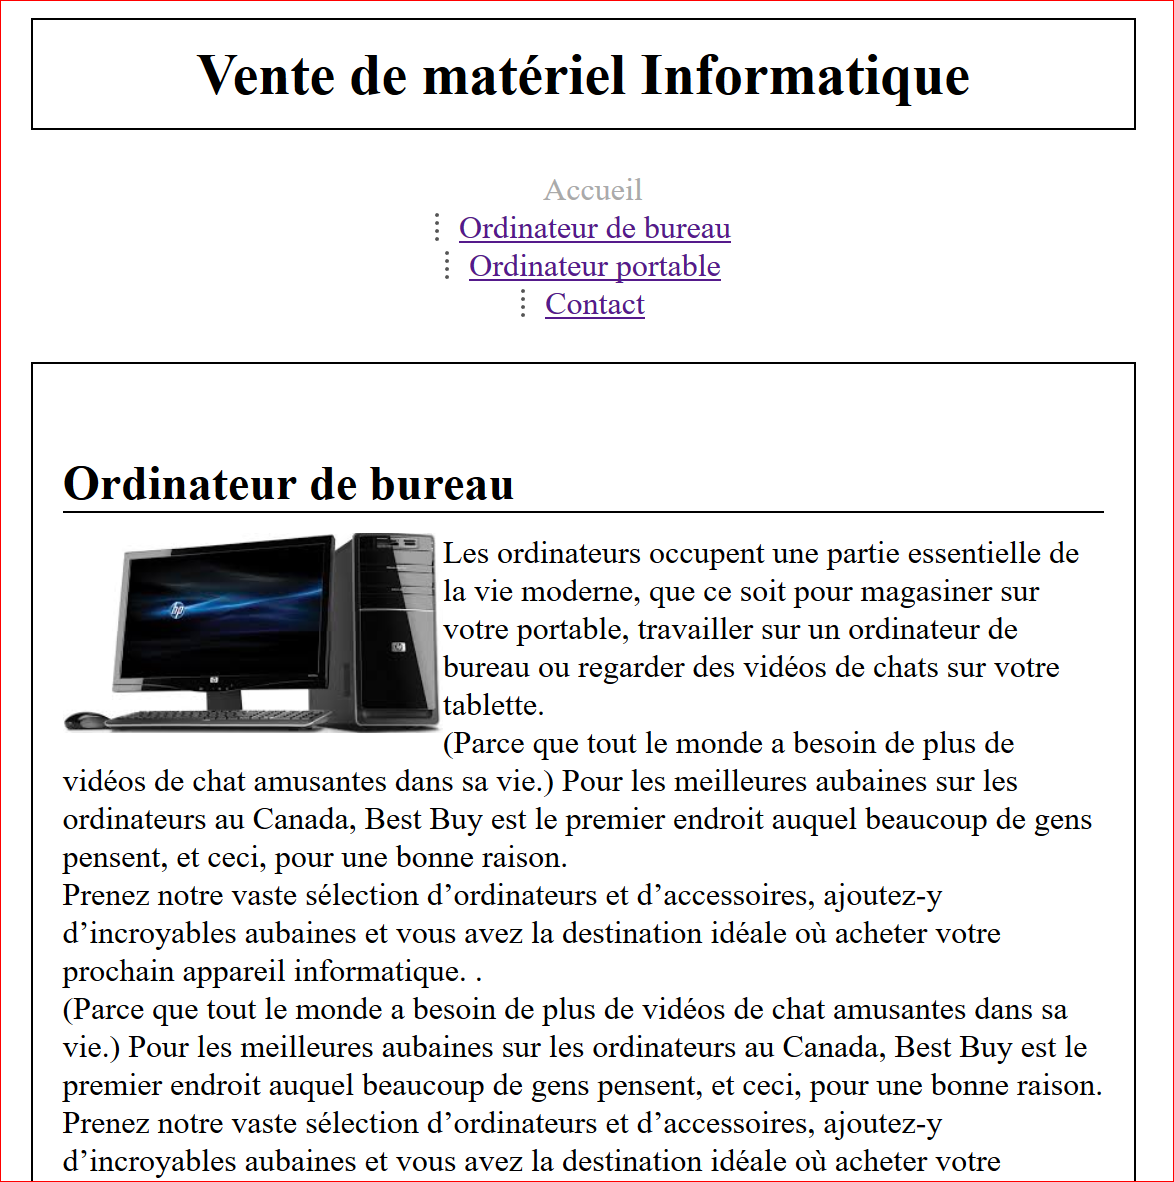 Vente de matériel Informatique
Accueil
Ordinateur de bureau
Ordinateur portable
Contact
Ordinateur de bureau
hp
Les ordinateurs occupent une partie essentielle de
la vie moderne, que ce soit pour magasiner sur
votre portable, travailler sur un ordinateur de
bureau ou regarder des vidéos de chats sur votre
tablette.
(Parce que tout le monde a besoin de plus de
vidéos de chat amusantes dans sa vie.) Pour les meilleures aubaines sur les
ordinateurs au Canada, Best Buy est le premier endroit auquel beaucoup de gens
pensent, et ceci, pour une bonne raison.
Prenez notre vaste sélection d’ordinateurs et d’accessoires, ajoutez-y
d’incroyables aubaines et vous avez la destination idéale où acheter votre
prochain appareil informatique. .
(Parce que tout le monde a besoin de plus de vidéos de chat amusantes dans sa
vie.) Pour les meilleures aubaines sur les ordinateurs au Canada, Best Buy est le
premier endroit auquel beaucoup de gens pensent, et ceci, pour une bonne raison.
Prenez notre vaste sélection d’ordinateurs et d’accessoires, ajoutez-y
d’incroyables aubaines et vous avez la destination idéale où acheter votre